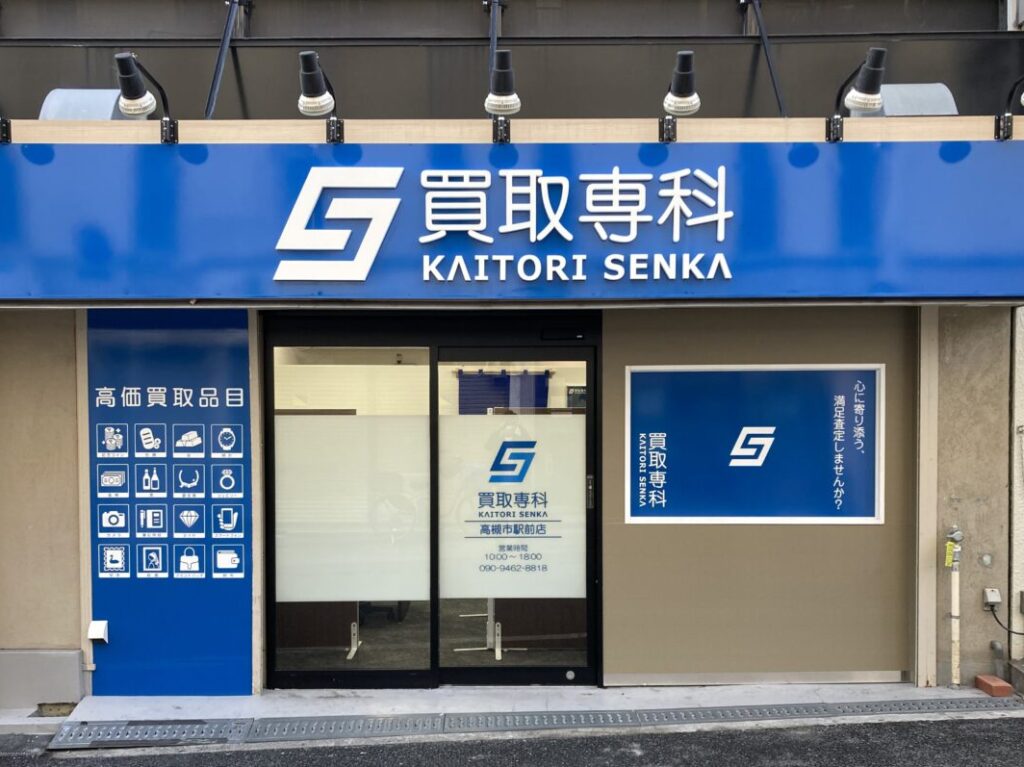 買取専科
KAITORI SENKA
高価買取品目
買取専科
KAITORI SENKA
高槻市駅前店
営業時間
10:00～18:00
090-9462-8818
買取専科
KAITORI SENKA
心に寄り添う、
満足査定しませんか?